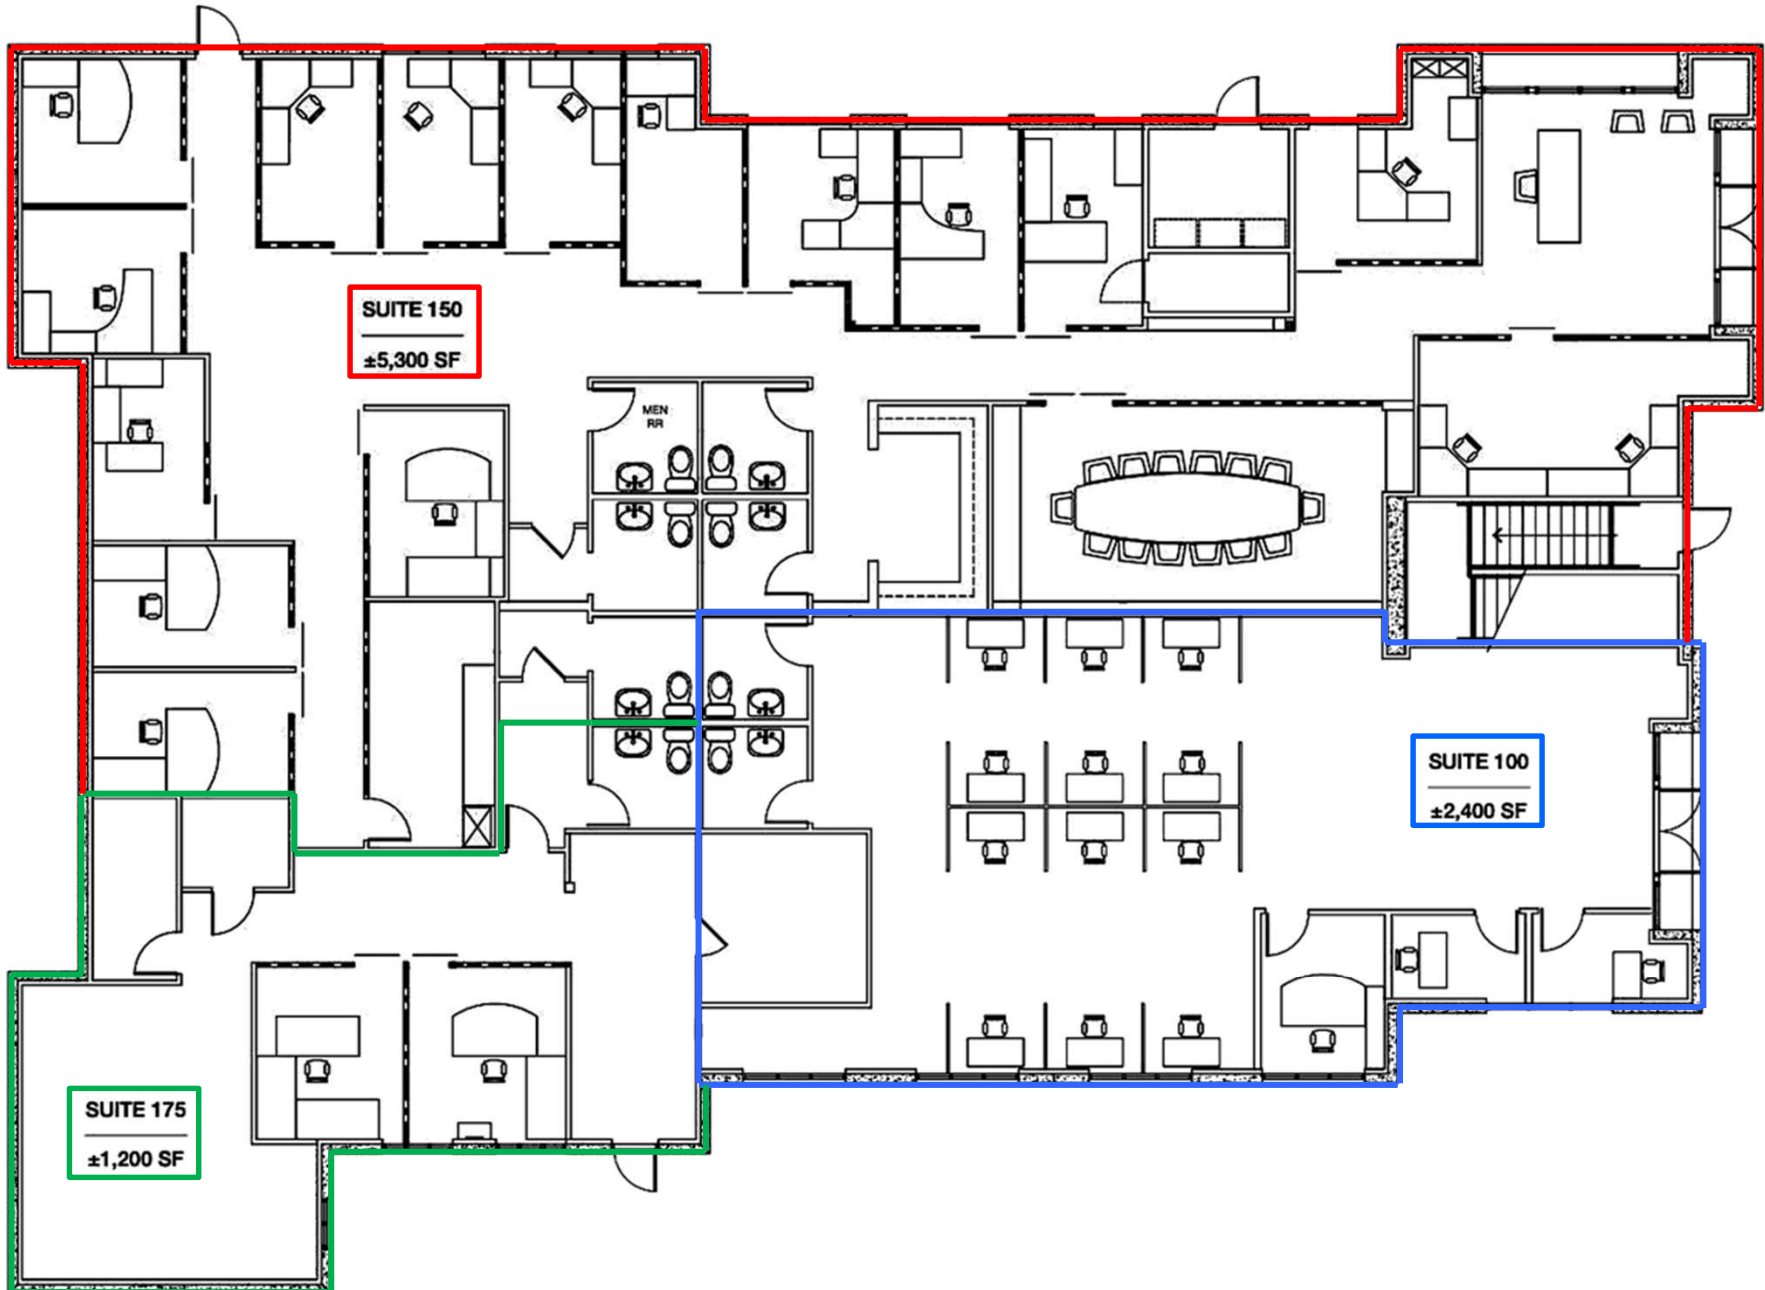 SUITE 150
±5,300 SF
MEN
RR
SUITE 100
±2,400 SF
SUITE 175
±1,200 SF